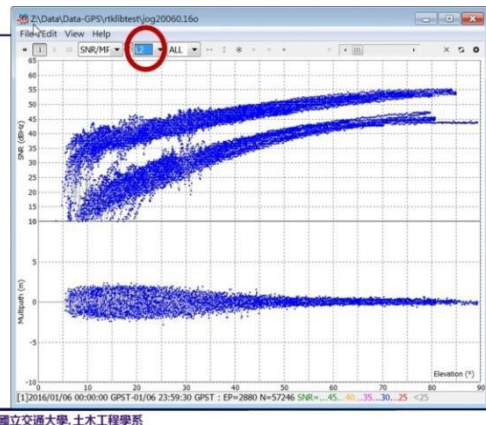 Z:\Data\Data-GPS\rtklibtest\jog20060.16o
File Edit View Help
SNR/MF L2 ALL
65
60
55
50
45
40
35
30
25
20
15
10
SNR (dBHz)
5
0
-5
-10
Multipath (m)
0 10 20 30 40 50 60 70 80 90
Elevation (°)
[1]2016/01/06 00:00:00 GPST-01/06 23:59:30 GPST : EP=2880 N=57246 SNR=...45...40...35...30...25 <25
國立交通大學.土木工程學系